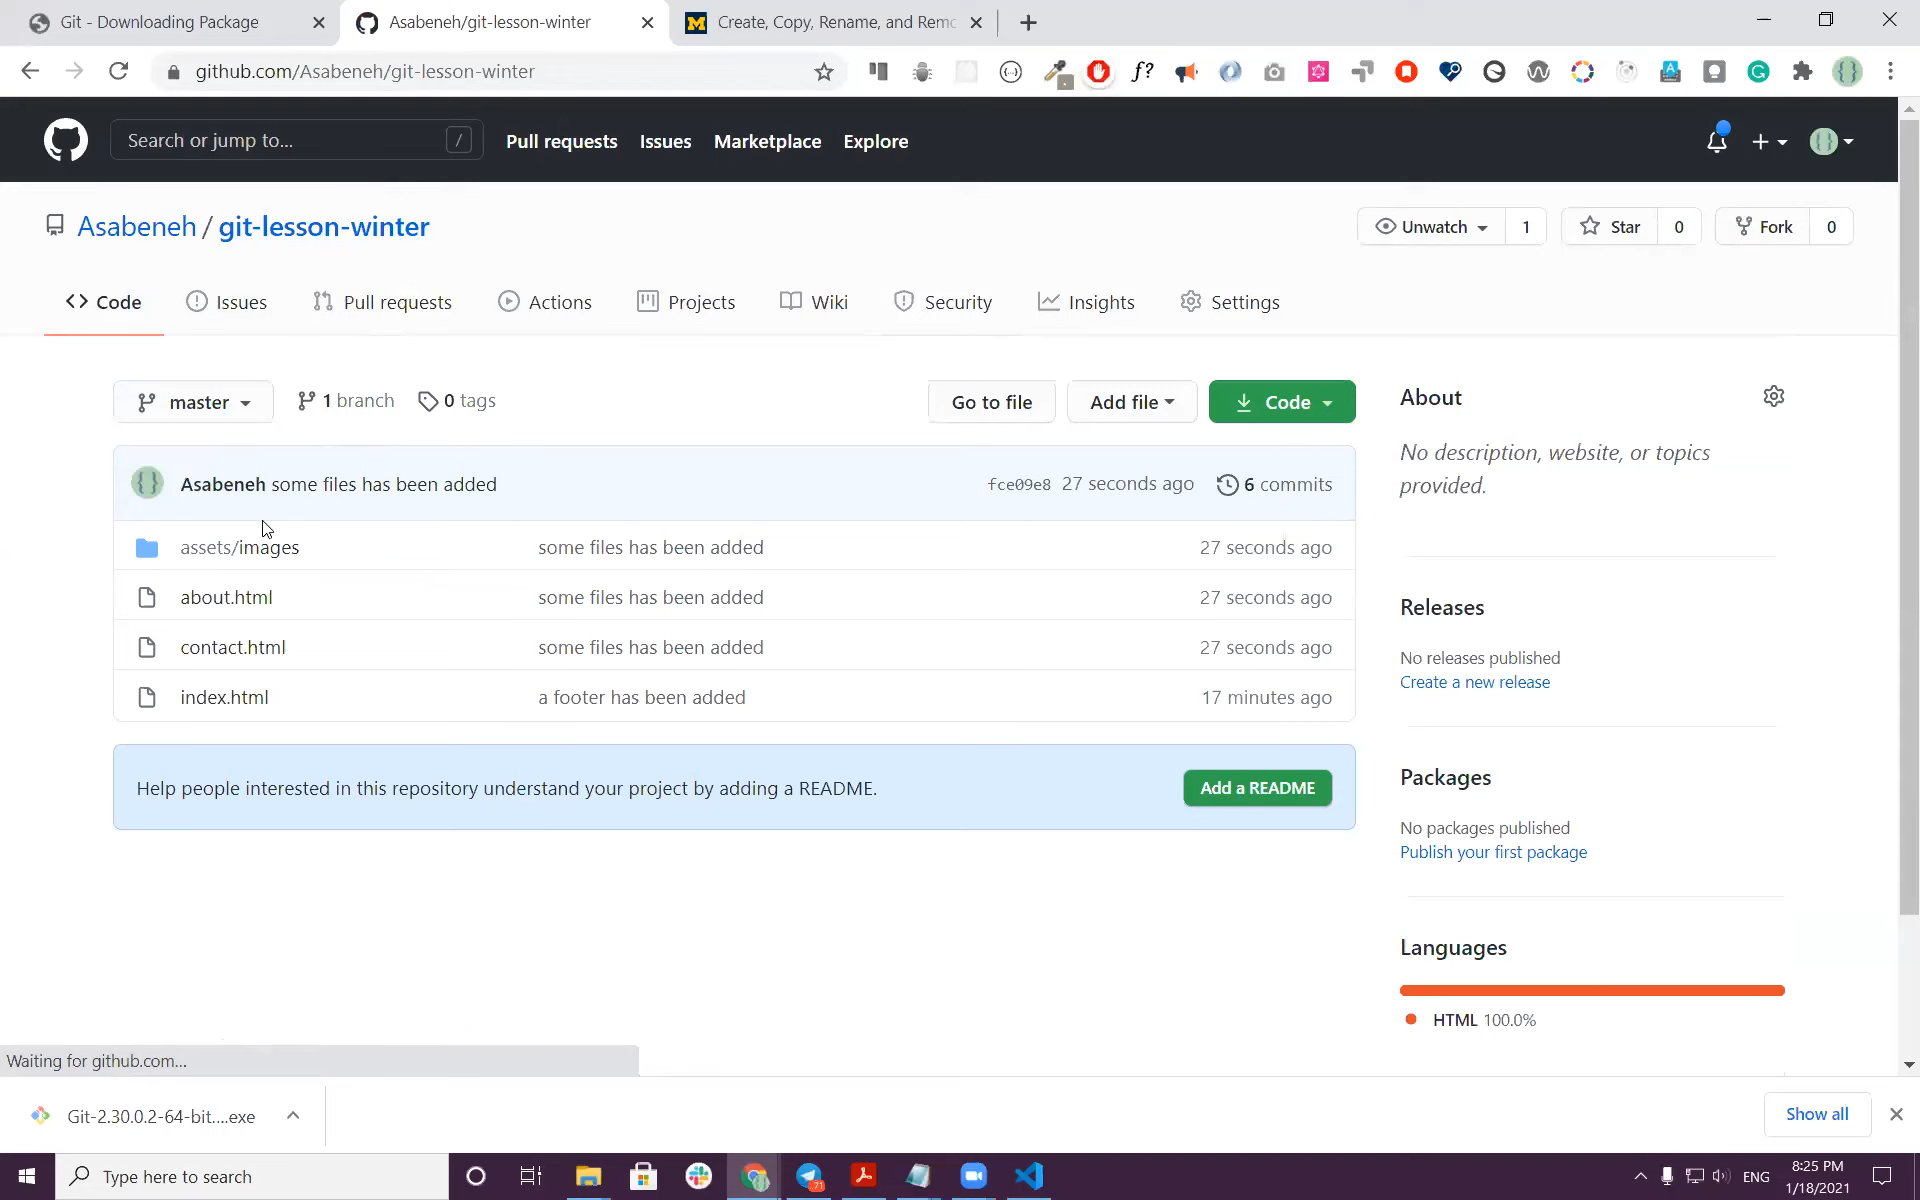 Git - Downloading Package
Asabeneh/git-lesson-winter
Create, Copy, Rename, and Remo
github.com/Asabeneh/git-lesson-winter
Search or jump to...
/
Pull requests
Issues
Marketplace
Explore
Asabeneh / git-lesson-winter
Unwatch 1
Star 0
Fork 0
Code
Issues
Pull requests
Actions
Projects
Wiki
Security
Insights
Settings
master
1 branch
0 tags
Go to file
Add file
Code
Asabeneh some files has been added
fce09e8 27 seconds ago
6 commits
assets/images some files has been added 27 seconds ago
about.html some files has been added 27 seconds ago
contact.html some files has been added 27 seconds ago
index.html a footer has been added 17 minutes ago
Help people interested in this repository understand your project by adding a README.
Add a README
About
No description, website, or topics
provided.
Releases
No releases published
Create a new release
Packages
No packages published
Publish your first package
Languages
HTML 100.0%
Waiting for github.com...
Git-2.30.0.2-64-bit....exe
Show all
Type here to search
ENG
8:25 PM
1/18/2021